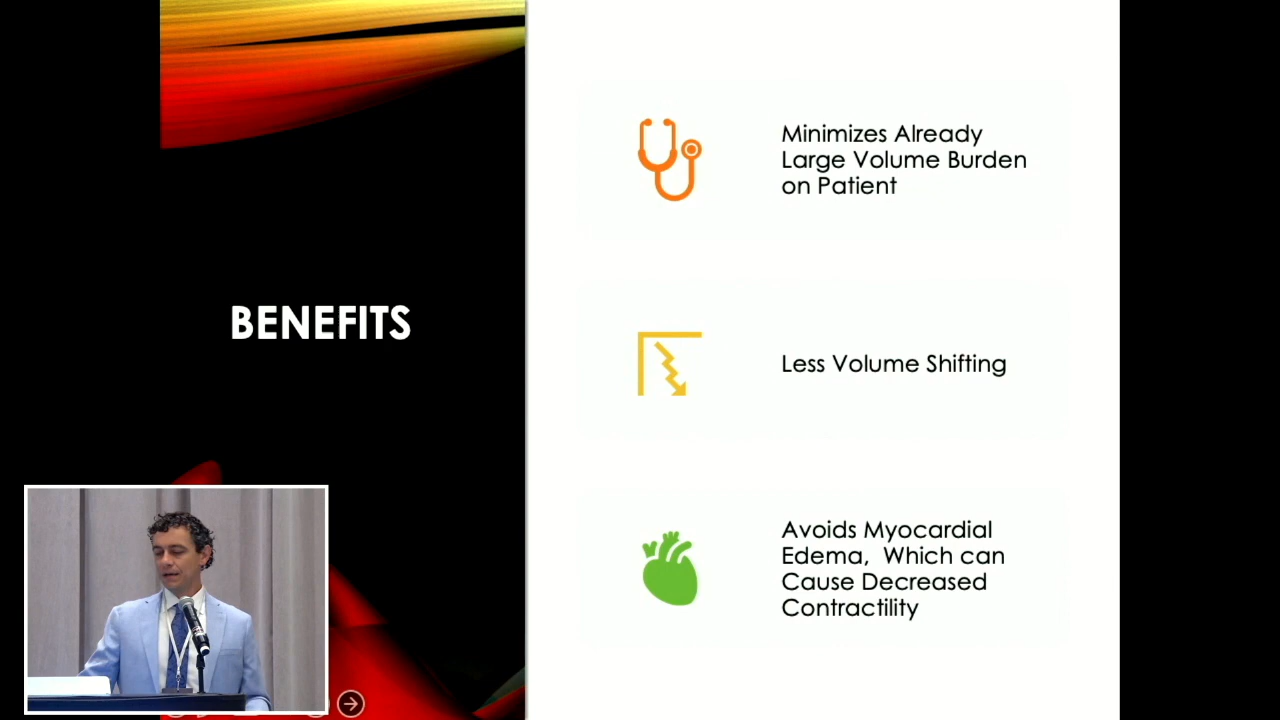 BENEFITS
Minimizes Already
Large Volume Burden
on Patient
Less Volume Shifting
Avoids Myocardial
Edema,  Which can
Cause Decreased
Contractility